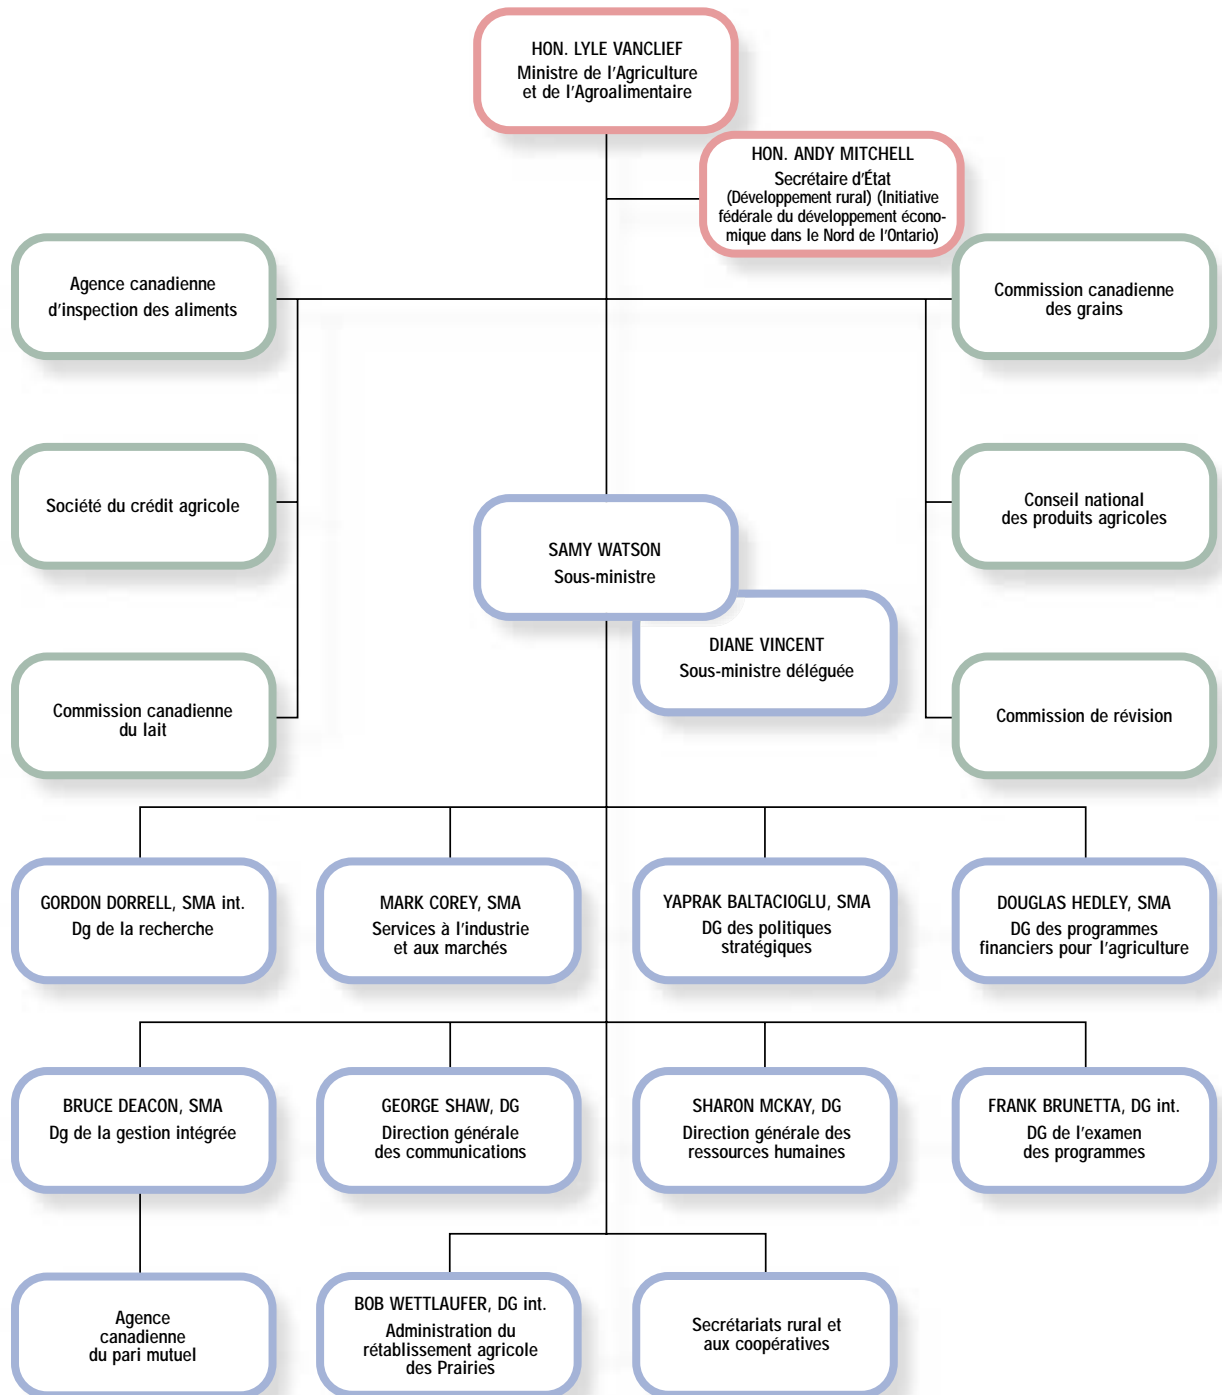 HON. LYLE VANCLIEF
Ministre de l'Agriculture
et de l'Agroalimentaire
HON. ANDY MITCHELL
Secrétaire d'État
(Développement rural) (Initiative
fédérale du développement écono-
mique dans le Nord de l'Ontario)
Agence canadienne
d'inspection des aliments
Commission canadienne
des grains
Société du crédit agricole
Conseil national
des produits agricoles
SAMY WATSON
Sous-ministre
DIANE VINCENT
Sous-ministre déléguée
Commission canadienne
du lait
Commission de révision
GORDON DORRELL, SMA int.
Dg de la recherche
MARK COREY, SMA
Services à l'industrie
et aux marchés
YAPRAK BALTACIOGLU, SMA
DG des politiques
stratégiques
DOUGLAS HEDLEY, SMA
DG des programmes
financiers pour l'agriculture
BRUCE DEACON, SMA
Dg de la gestion intégrée
GEORGE SHAW, DG
Direction générale
des communications
SHARON MCKAY, DG
Direction générale des
ressources humaines
FRANK BRUNETTA, DG int.
DG de l'examen
des programmes
Agence
canadienne
du pari mutuel
BOB WETTLAUFER, DG int.
Administration du
rétablissement agricole
des Prairies
Secrétariats rural et
aux coopératives